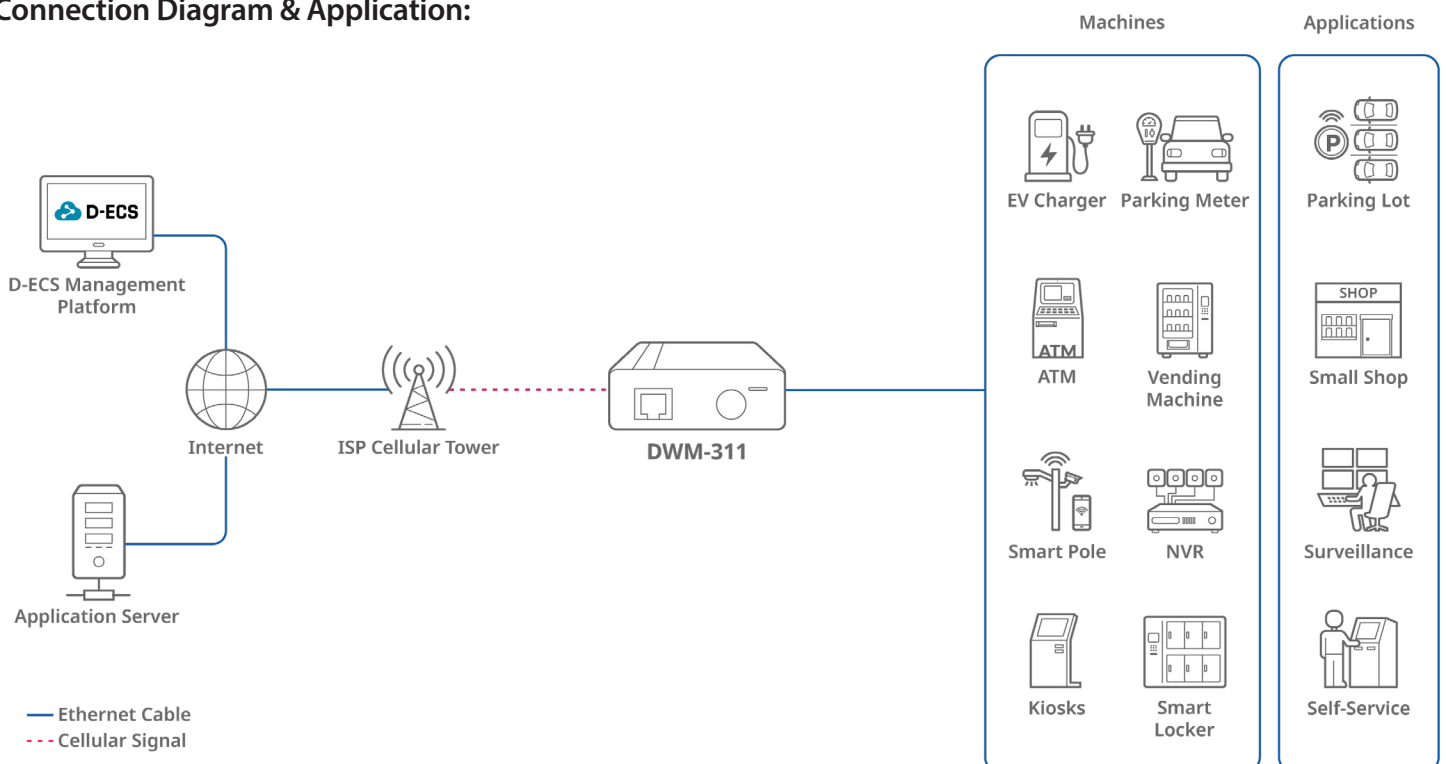 Connection Diagram & Application:
Machines
Applications
D-ECS
D-ECS Management
Platform
Internet
ISP Cellular Tower
DWM-311
Application Server
EV Charger
Parking Meter
ATM
ATM
Vending
Machine
Smart Pole
NVR
Kiosks
Smart
Locker
P
Parking Lot
SHOP
Small Shop
Surveillance
Self-Service
Ethernet Cable
Cellular Signal